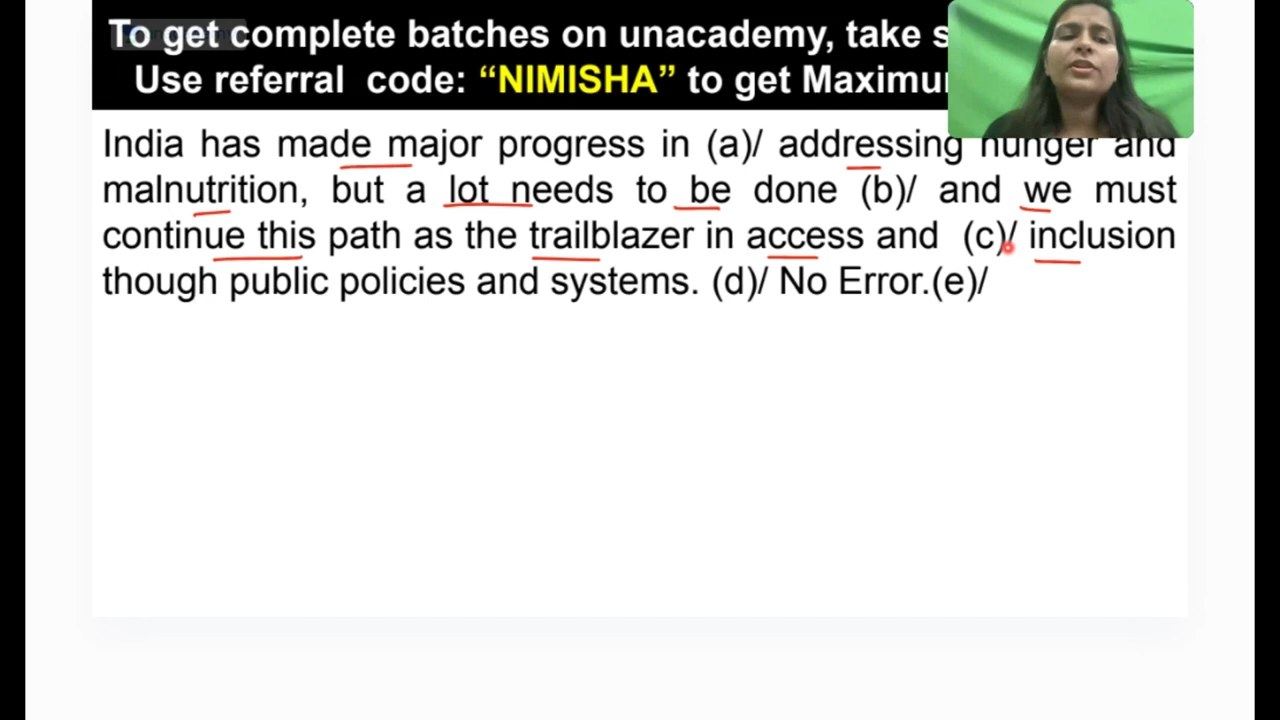 To get complete batches on unacademy, take
Use referral code: “NIMISHA” to get
India has made major progress in (a)/ addressing hunger and
malnutrition, but a lot needs to be done (b)/ and we must
continue this path as the trailblazer in access and (c)/ inclusion
though public policies and systems. (d)/ No Error.(e)/